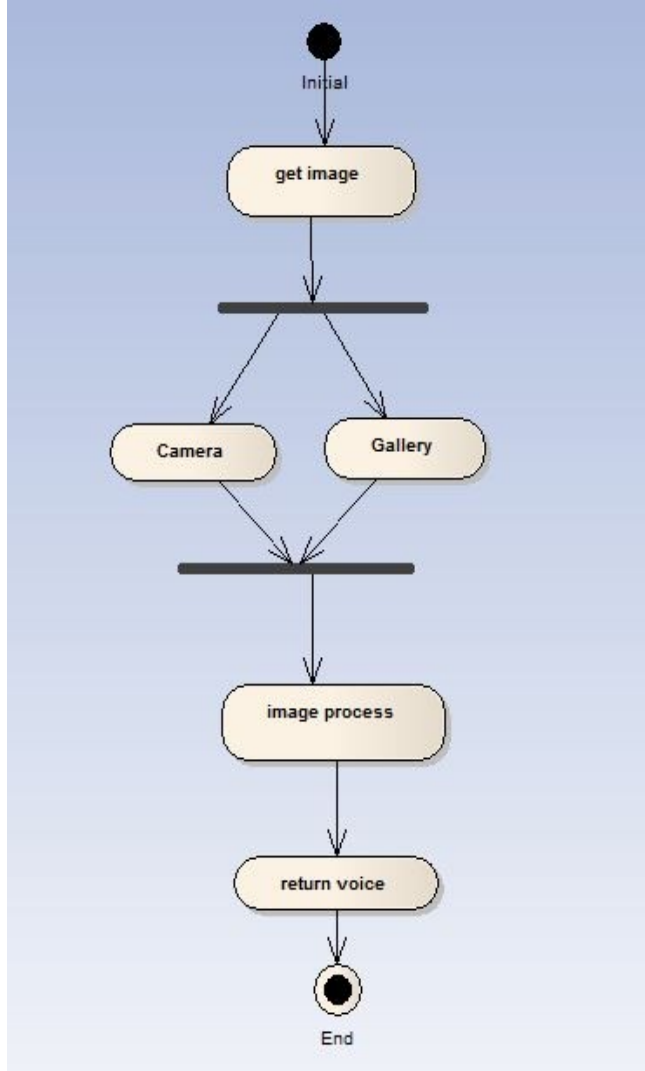 Initial
get image
Camera
Gallery
image process
return voice
End